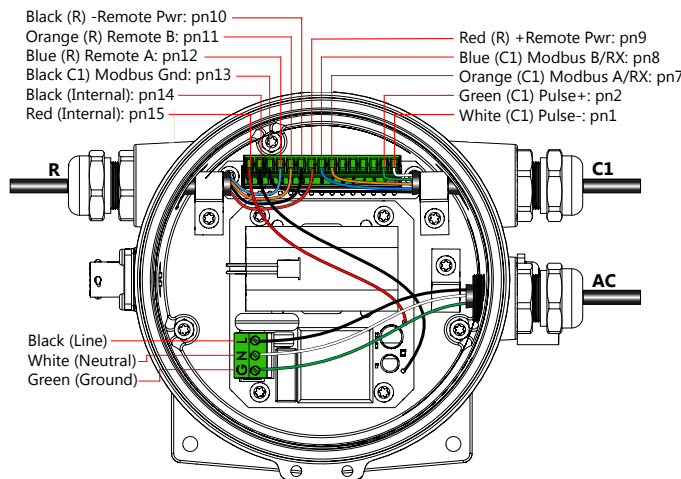 Black (R) -Remote Pwr: pn10
Orange (R) Remote B: pn11
Blue (R) Remote A: pn12
Black C1) Modbus Gnd: pn13
Black (Internal): pn14
Red (Internal): pn15
Red (R) +Remote Pwr: pn9
Blue (C1) Modbus B/RX: pn8
Orange (C1) Modbus A/RX: pn7
Green (C1) Pulse+: pn2
White (C1) Pulse-: pn1
R
C1
AC
Black (Line)
White (Neutral)
Green (Ground)
L
N
G